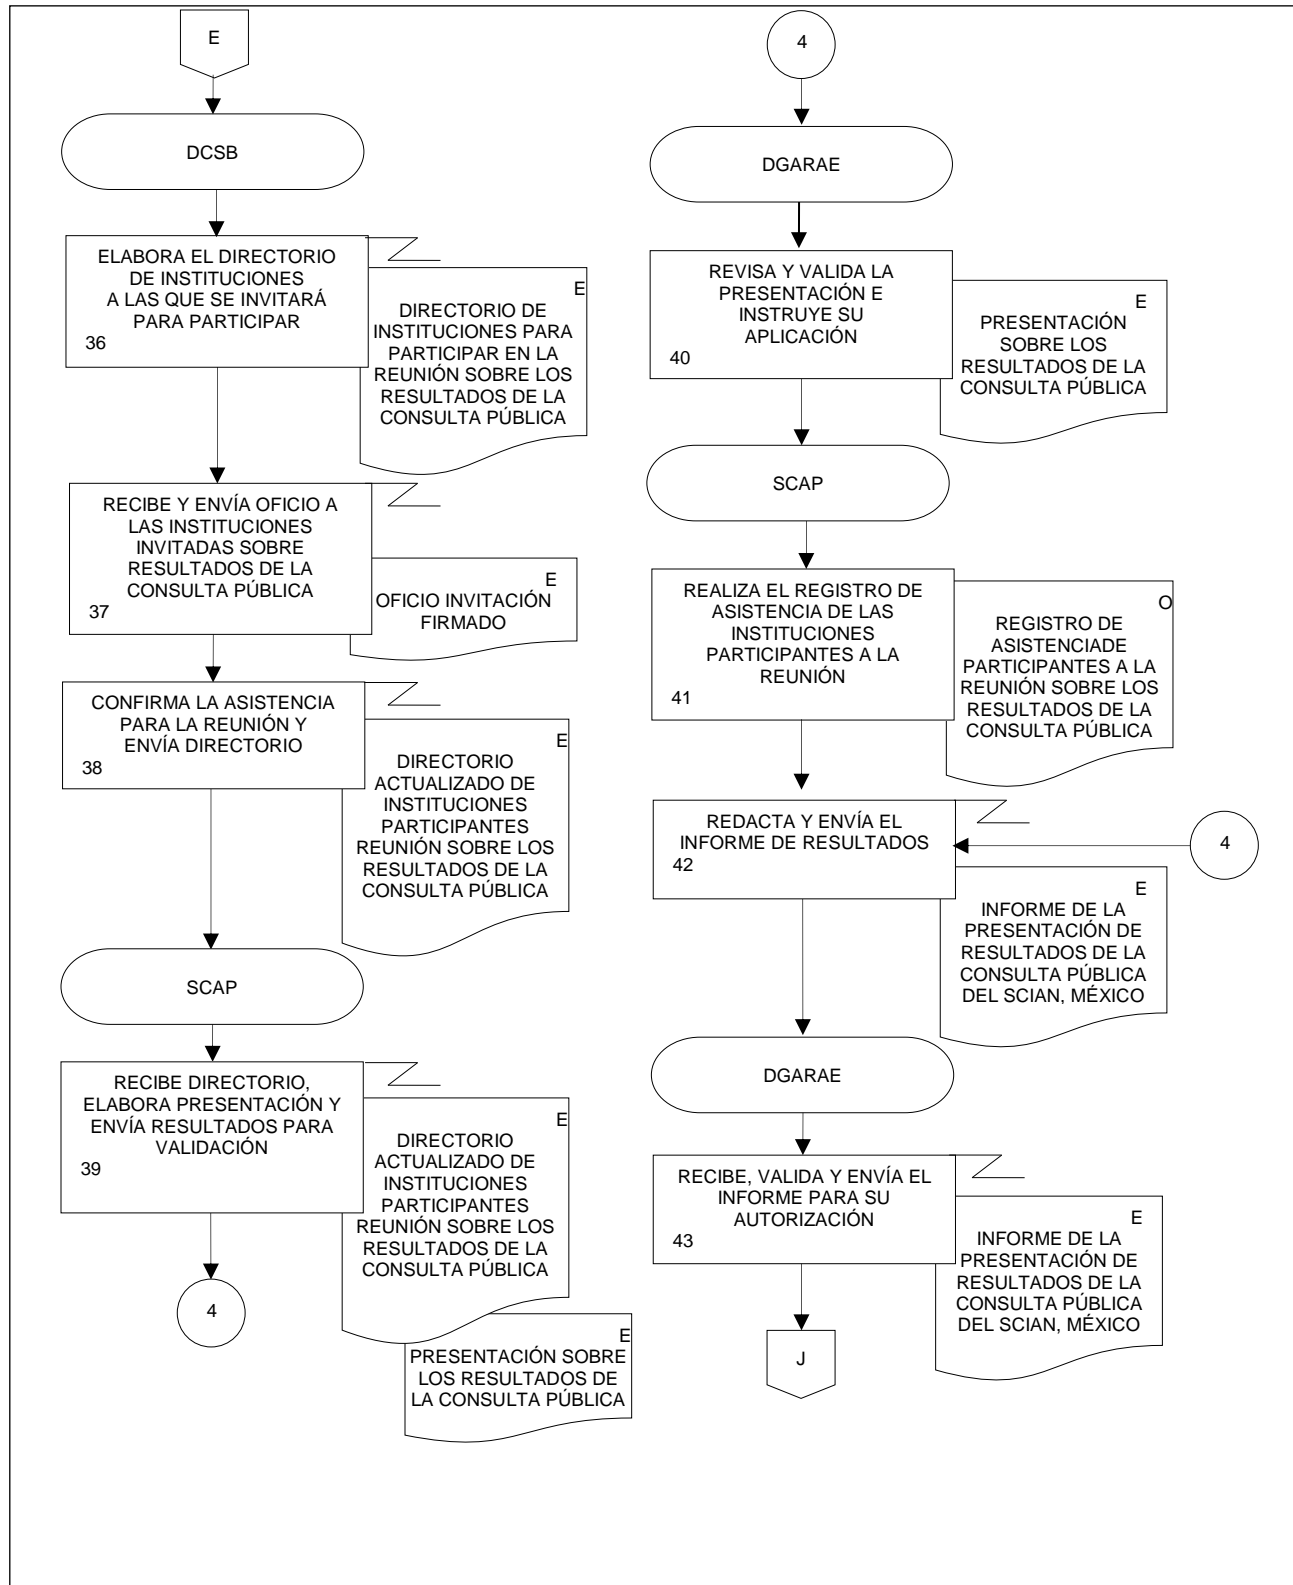 E
DCSB
ELABORA EL DIRECTORIO
DE INSTITUCIONES
A LAS QUE SE INVITARÁ
PARA PARTICIPAR
36
E
DIRECTORIO DE
INSTITUCIONES PARA
PARTICIPAR EN LA
REUNIÓN SOBRE LOS
RESULTADOS DE LA
CONSULTA PÚBLICA
RECIBE Y ENVÍA OFICIO A
LAS INSTITUCIONES
INVITADAS SOBRE
RESULTADOS DE LA
CONSULTA PÚBLICA
37
E
OFICIO INVITACIÓN
FIRMADO
CONFIRMA LA ASISTENCIA
PARA LA REUNIÓN Y
ENVÍA DIRECTORIO
38
E
DIRECTORIO
ACTUALIZADO DE
INSTITUCIONES
PARTICIPANTES
REUNIÓN SOBRE LOS
RESULTADOS DE LA
CONSULTA PÚBLICA
SCAP
RECIBE DIRECTORIO,
ELABORA PRESENTACIÓN Y
ENVÍA RESULTADOS PARA
VALIDACIÓN
39
E
DIRECTORIO
ACTUALIZADO DE
INSTITUCIONES
PARTICIPANTES
REUNIÓN SOBRE LOS
RESULTADOS DE LA
CONSULTA PÚBLICA
E
PRESENTACIÓN SOBRE
LOS RESULTADOS DE
LA CONSULTA PÚBLICA
4
4
DGARAE
REVISA Y VALIDA LA
PRESENTACIÓN E
INSTRUYE SU
APLICACIÓN
40
E
PRESENTACIÓN
SOBRE LOS
RESULTADOS DE LA
CONSULTA PÚBLICA
SCAP
REALIZA EL REGISTRO DE
ASISTENCIA DE LAS
INSTITUCIONES
PARTICIPANTES A LA
REUNIÓN
41
O
REGISTRO DE
ASISTENCIADE
PARTICIPANTES A LA
REUNIÓN SOBRE LOS
RESULTADOS DE LA
CONSULTA PÚBLICA
REDACTA Y ENVÍA EL
INFORME DE RESULTADOS
42
4
E
INFORME DE LA
PRESENTACIÓN DE
RESULTADOS DE LA
CONSULTA PÚBLICA
DEL SCIAN, MÉXICO
DGARAE
RECIBE, VALIDA Y ENVÍA EL
INFORME PARA SU
AUTORIZACIÓN
43
E
INFORME DE LA
PRESENTACIÓN DE
RESULTADOS DE LA
CONSULTA PÚBLICA
DEL SCIAN, MÉXICO
J